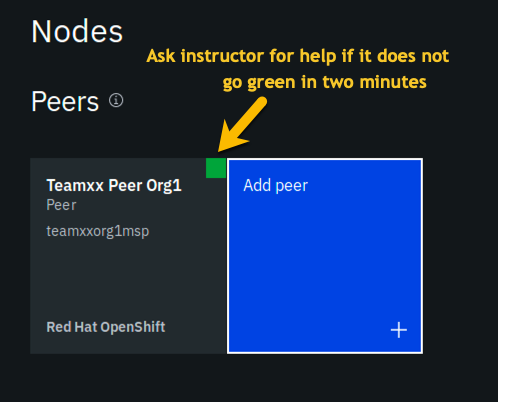 Nodes
Ask instructor for help if it does not
go green in two minutes
Peers
Teamxx Peer Org1
Peer
teamxxorg1msp
Red Hat OpenShift
Add peer